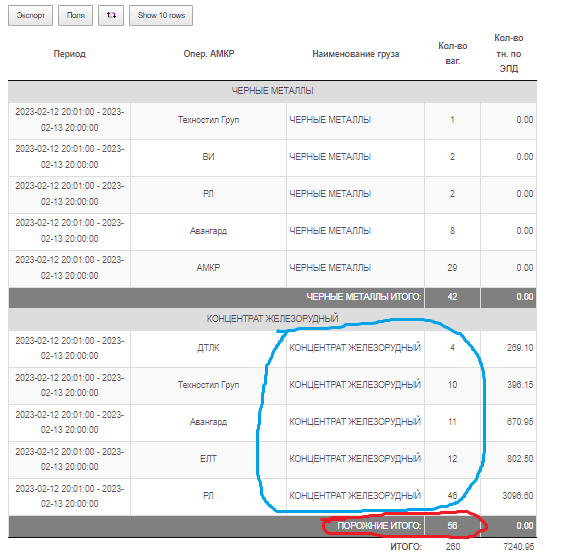 Экспорт Поля Show 10 rows
Период Опер. АМКР Наименование груза Кол-во ваг. Кол-во тн. по ЭПД
ЧЕРНЫЕ МЕТАЛЛЫ
2023-02-12 20:01:00 - 2023-
02-13 20:00:00 Техностил Груп ЧЕРНЫЕ МЕТАЛЛЫ 1 0.00
2023-02-12 20:01:00 - 2023-
02-13 20:00:00 ВИ ЧЕРНЫЕ МЕТАЛЛЫ 2 0.00
2023-02-12 20:01:00 - 2023-
02-13 20:00:00 РЛ ЧЕРНЫЕ МЕТАЛЛЫ 2 0.00
2023-02-12 20:01:00 - 2023-
02-13 20:00:00 Авангард ЧЕРНЫЕ МЕТАЛЛЫ 8 0.00
2023-02-12 20:01:00 - 2023-
02-13 20:00:00 АМКР ЧЕРНЫЕ МЕТАЛЛЫ 29 0.00
ЧЕРНЫЕ МЕТАЛЛЫ ИТОГО: 42 0.00
КОНЦЕНТРАТ ЖЕЛЕЗОРУДНЫЙ
2023-02-12 20:01:00 - 2023-
02-13 20:00:00 ДТЛК КОНЦЕНТРАТ ЖЕЛЕЗОРУДНЫЙ 4 269.10
2023-02-12 20:01:00 - 2023-
02-13 20:00:00 Техностил Груп КОНЦЕНТРАТ ЖЕЛЕЗОРУДНЫЙ 10 396.15
2023-02-12 20:01:00 - 2023-
02-13 20:00:00 Авангард КОНЦЕНТРАТ ЖЕЛЕЗОРУДНЫЙ 11 670.95
2023-02-12 20:01:00 - 2023-
02-13 20:00:00 ЕЛТ КОНЦЕНТРАТ ЖЕЛЕЗОРУДНЫЙ 12 802.50
2023-02-12 20:01:00 - 2023-
02-13 20:00:00 РЛ КОНЦЕНТРАТ ЖЕЛЕЗОРУДНЫЙ 46 3096.60
ПОРОЖНИЕ ИТОГО: 56 0.00
ИТОГО: 260 7240.95